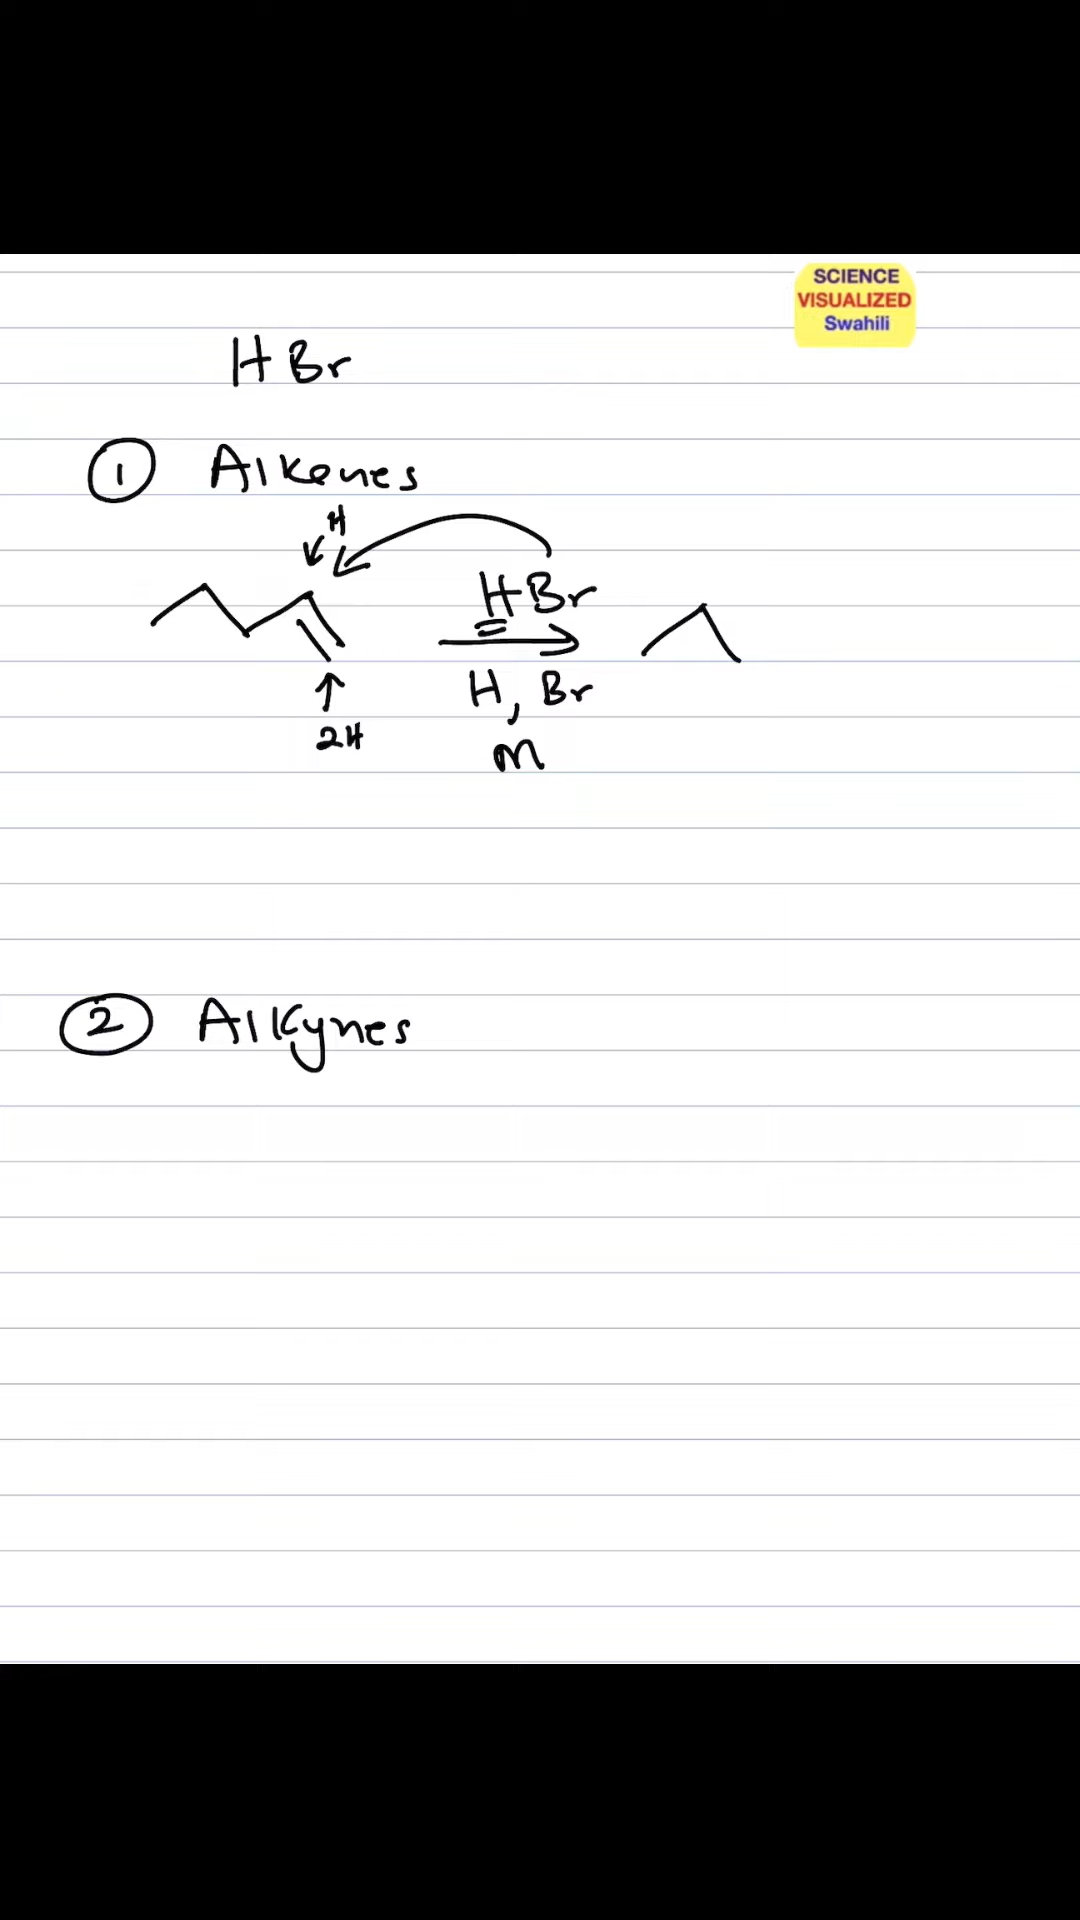 SCIENCE
VISUALIZED
Swahili
HBr
1 Alkenes
H
HBr
H, Br
2H
m
2 Alkynes